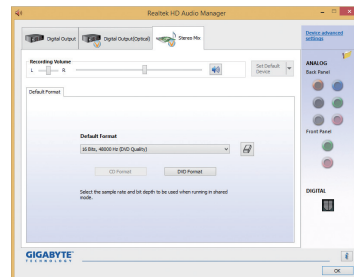 Realtek HD Audio Manager
Digital Output
Digital Output(Optical)
Stereo Mix
Device advanced
settings
Recording Volume
L
R
Set Default
Device
ANALOG
Back Panel
Default Format
Default Format
16 Bits, 48000 Hz (DVD Quality)
CD Format
DVD Format
Front Panel
Select the sample rate and bit depth to be used when running in shared
mode.
DIGITAL
GIGABYTE
TECHNOLOGY
OK